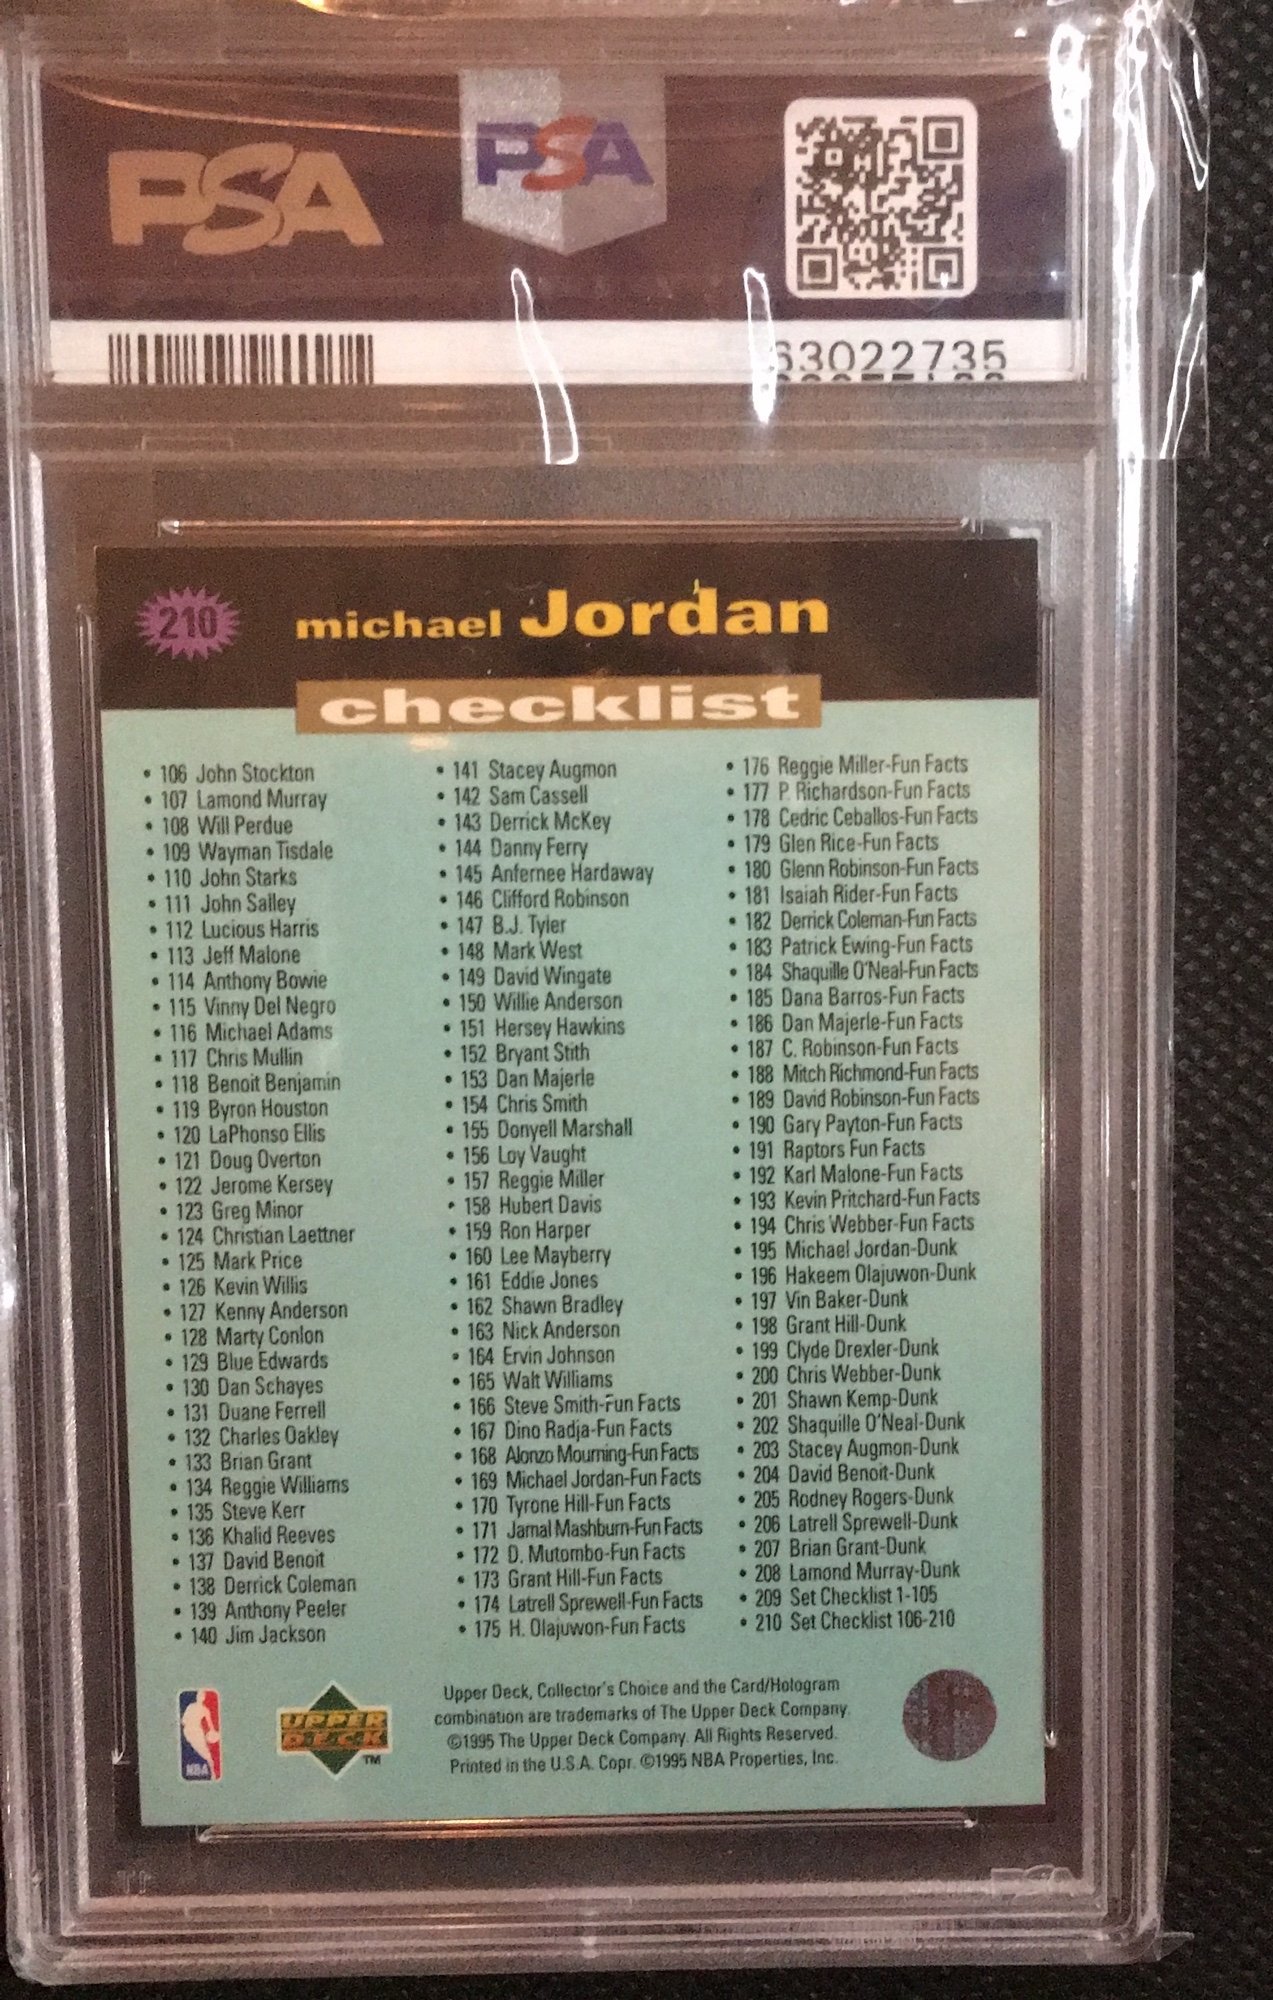 PSA
PSA
63022735
210
michael Jordan
checklist
• 106 John Stockton
• 107 Lamond Murray
• 108 Will Perdue
• 109 Wayman Tisdale
• 110 John Starks
• 111 John Salley
• 112 Lucious Harris
• 113 Jeff Malone
• 114 Anthony Bowie
• 115 Vinny Del Negro
• 116 Michael Adams
• 117 Chris Mullin
• 118 Benoit Benjamin
• 119 Byron Houston
• 120 LaPhonso Ellis
• 121 Doug Overton
• 122 Jerome Kersey
• 123 Greg Minor
• 124 Christian Laettner
• 125 Mark Price
• 126 Kevin Willis
• 127 Kenny Anderson
• 128 Marty Conlon
• 129 Blue Edwards
• 130 Dan Schayes
• 131 Duane Ferrell
• 132 Charles Oakley
• 133 Brian Grant
• 134 Reggie Williams
• 135 Steve Kerr
• 136 Khalid Reeves
• 137 David Benoit
• 138 Derrick Coleman
• 139 Anthony Peeler
• 140 Jim Jackson
• 141 Stacey Augmon
• 142 Sam Cassell
• 143 Derrick McKey
• 144 Danny Ferry
• 145 Anfernee Hardaway
• 146 Clifford Robinson
• 147 B.J. Tyler
• 148 Mark West
• 149 David Wingate
• 150 Willie Anderson
• 151 Hersey Hawkins
• 152 Bryant Stith
• 153 Dan Majerle
• 154 Chris Smith
• 155 Donyell Marshall
• 156 Loy Vaught
• 157 Reggie Miller
• 158 Hubert Davis
• 159 Ron Harper
• 160 Lee Mayberry
• 161 Eddie Jones
• 162 Shawn Bradley
• 163 Nick Anderson
• 164 Ervin Johnson
• 165 Walt Williams
• 166 Steve Smith-Fun Facts
• 167 Dino Radja-Fun Facts
• 168 Alonzo Mourning-Fun Facts
• 169 Michael Jordan-Fun Facts
• 170 Tyrone Hill-Fun Facts
• 171 Jamal Mashburn-Fun Facts
• 172 D. Mutombo-Fun Facts
• 173 Grant Hill-Fun Facts
• 174 Latrell Sprewell-Fun Facts
• 175 H. Olajuwon-Fun Facts
• 176 Reggie Miller-Fun Facts
• 177 P. Richardson-Fun Facts
• 178 Cedric Ceballos-Fun Facts
• 179 Glen Rice-Fun Facts
• 180 Glenn Robinson-Fun Facts
• 181 Isaiah Rider-Fun Facts
• 182 Derrick Coleman-Fun Facts
• 183 Patrick Ewing-Fun Facts
• 184 Shaquille O'Neal-Fun Facts
• 185 Dana Barros-Fun Facts
• 186 Dan Majerle-Fun Facts
• 187 C. Robinson-Fun Facts
• 188 Mitch Richmond-Fun Facts
• 189 David Robinson-Fun Facts
• 190 Gary Payton-Fun Facts
• 191 Raptors Fun Facts
• 192 Karl Malone-Fun Facts
• 193 Kevin Pritchard-Fun Facts
• 194 Chris Webber-Fun Facts
• 195 Michael Jordan-Dunk
• 196 Hakeem Olajuwon-Dunk
• 197 Vin Baker-Dunk
• 198 Grant Hill-Dunk
• 199 Clyde Drexler-Dunk
• 200 Chris Webber-Dunk
• 201 Shawn Kemp-Dunk
• 202 Shaquille O'Neal-Dunk
• 203 Stacey Augmon-Dunk
• 204 David Benoit-Dunk
• 205 Rodney Rogers-Dunk
• 206 Latrell Sprewell-Dunk
• 207 Brian Grant-Dunk
• 208 Lamond Murray-Dunk
• 209 Set Checklist 1-105
• 210 Set Checklist 106-210
NBA
UPPER
DECK
TM
Upper Deck, Collector's Choice and the Card/Hologram
combination are trademarks of The Upper Deck Company.
©1995 The Upper Deck Company. All Rights Reserved.
Printed in the U.S.A. Copr. ©1995 NBA Properties, Inc.
PSA